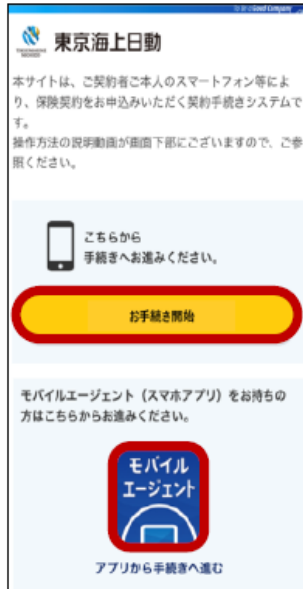 To Be a Good Company
東京海上日動
本サイトは、ご契約者ご本人のスマートフォン等によ
り、保険契約をお申込みいただく契約手続きシステムで
す。
操作方法の説明動画が画面下部にございますので、ご参
照ください。
こちらから
手続きへお進みください。
お手続き開始
モバイルエージェント（スマホアプリ）をお持ちの
方はこちらからお進みください。
モバイル
エージェント
アプリから手続きへ進む